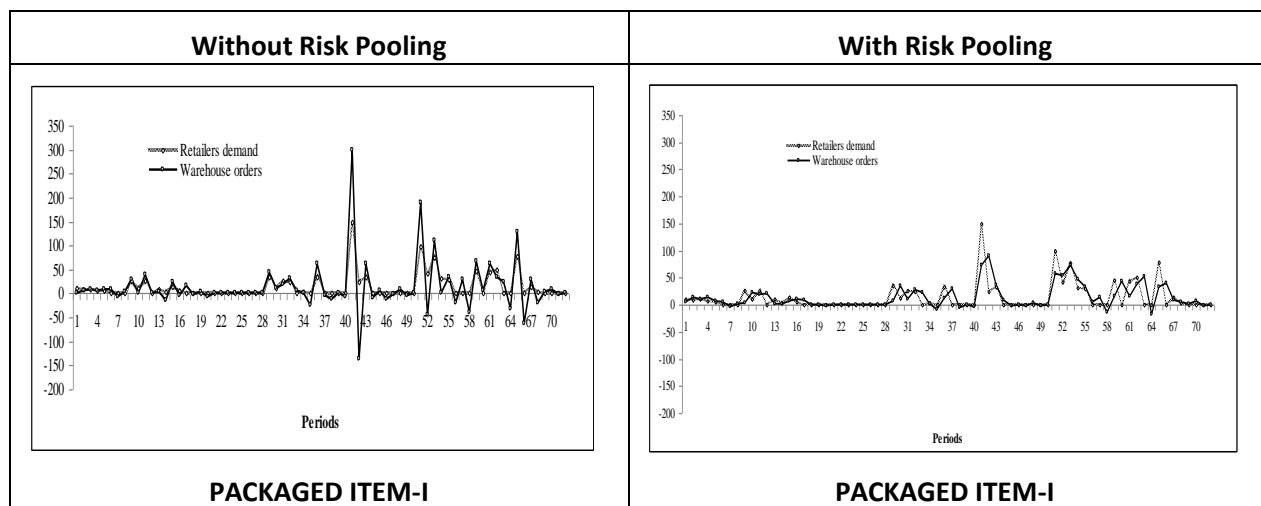 Without Risk Pooling
With Risk Pooling
350
300
250
200
150
100
50
0
-50
-100
-150
-200
Retailers demand
Warehouse orders
1 4 7 10 13 16 19 22 25 28 31 34 37 40 43 46 49 52 55 58 61 64 67 70
Periods
350
300
250
200
150
100
50
0
-50
-100
-150
-200
Retailers demand
Warehouse orders
1 4 7 10 13 16 19 22 25 28 31 34 37 40 43 46 49 52 55 58 61 64 67 70
Periods
PACKAGED ITEM-I
PACKAGED ITEM-I